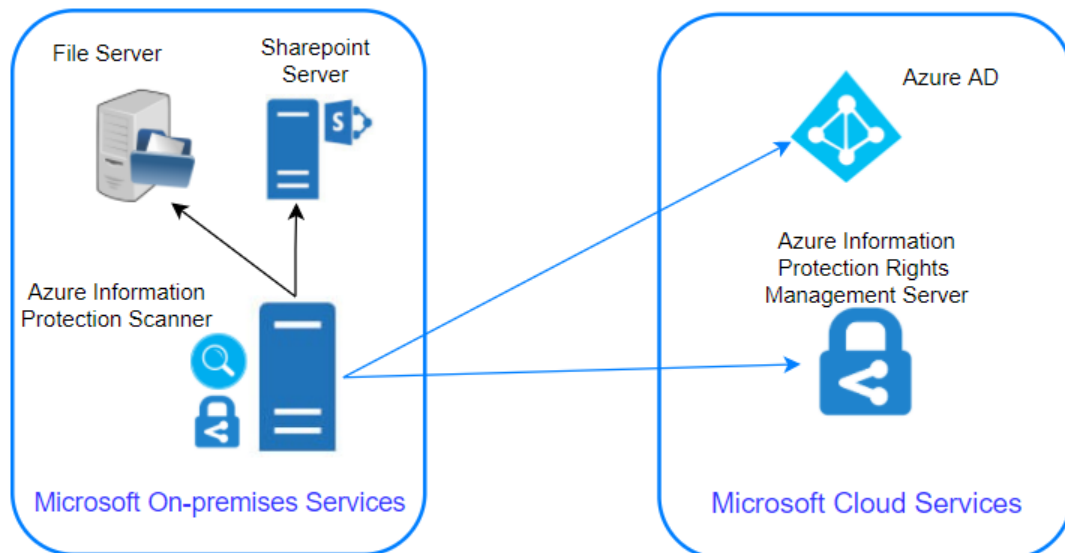 File Server
Sharepoint
Server
S
Azure Information
Protection Scanner
Microsoft On-premises Services
Azure AD
Azure Information
Protection Rights
Management Server
Microsoft Cloud Services